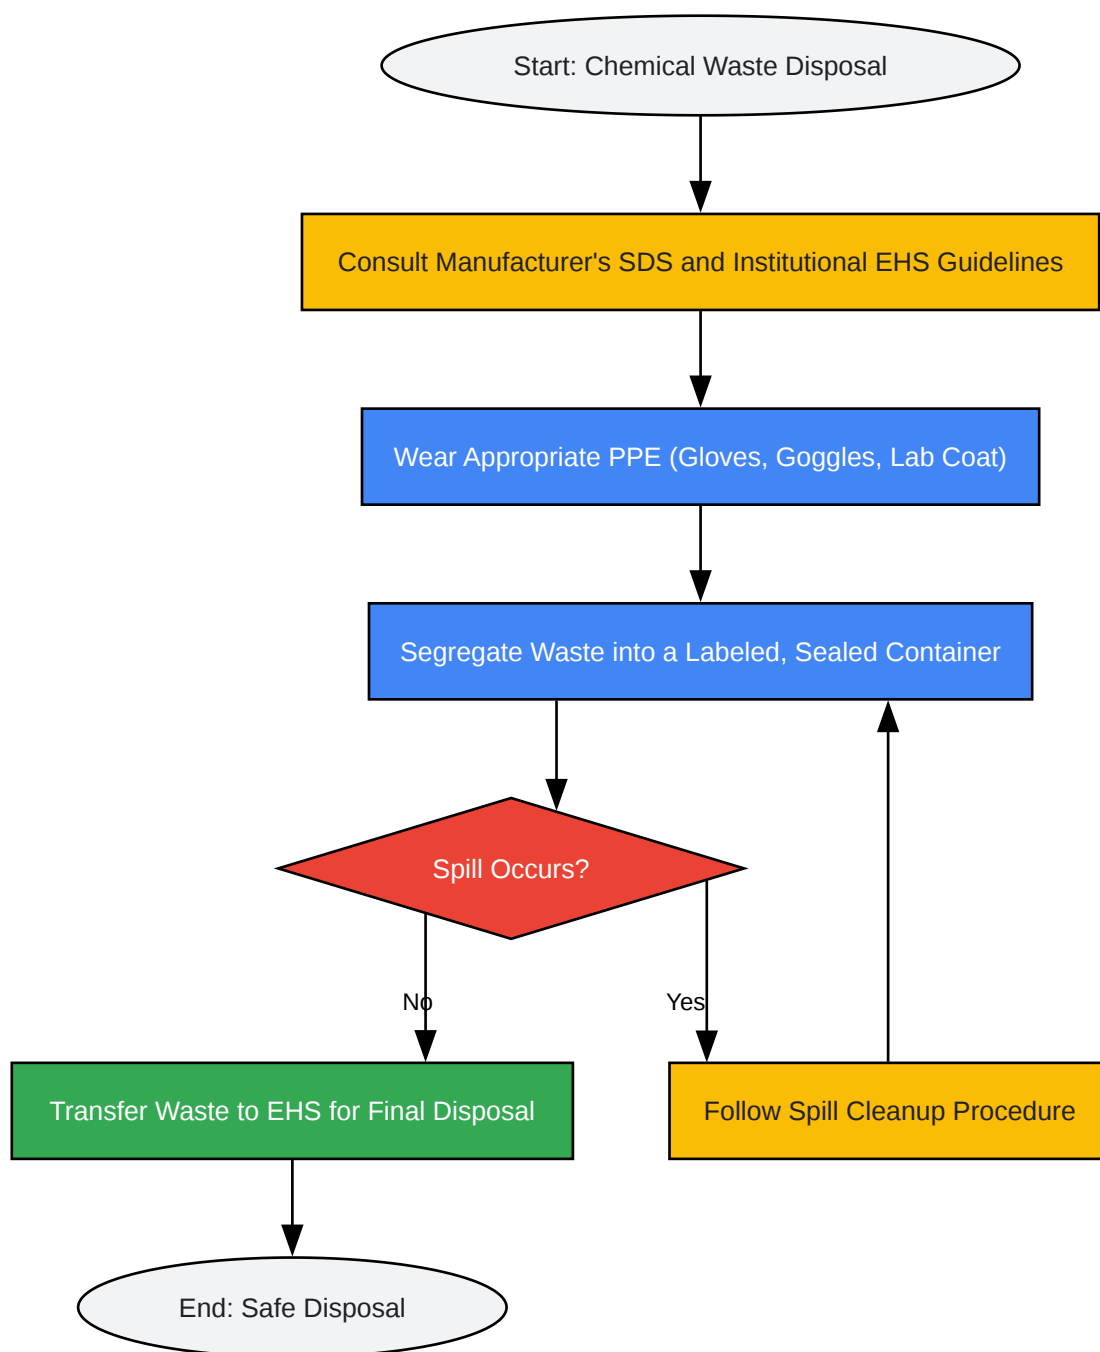 Start: Chemical Waste Disposal
Consult Manufacturer's SDS and Institutional EHS Guidelines
Wear Appropriate PPE (Gloves, Goggles, Lab Coat)
Segregate Waste into a Labeled, Sealed Container
Spill Occurs?
No
Yes
Transfer Waste to EHS for Final Disposal
Follow Spill Cleanup Procedure
End: Safe Disposal